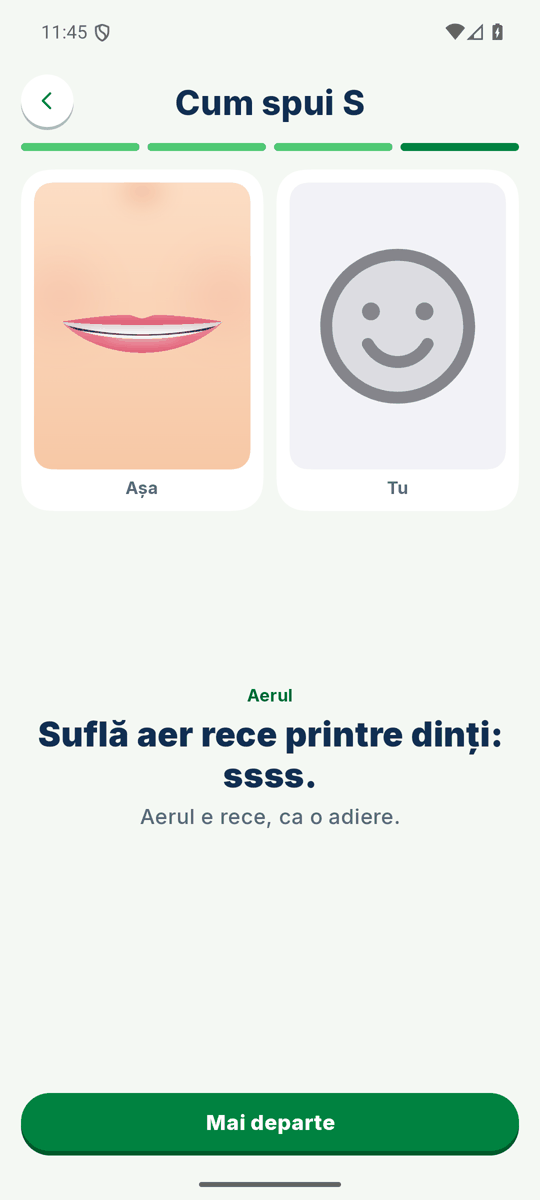 11:45
Cum spui S
Așa
Tu
Aerul
Suflă aer rece printre dinți:
ssss.
Aerul e rece, ca o adiere.
Mai departe